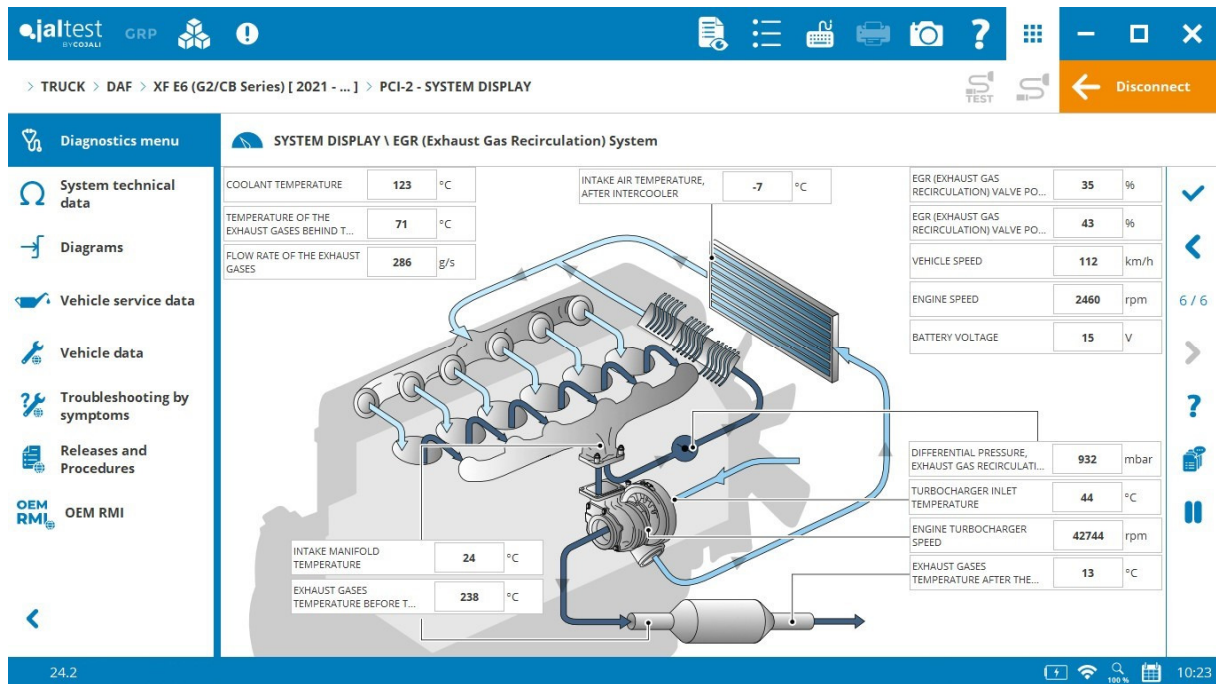 jaltest
BY COJALI
GRP
> TRUCK > DAF > XF E6 (G2/CB Series) [ 2021 - ... ] > PCI-2 - SYSTEM DISPLAY
TEST
Disconnect
Diagnostics menu
System technical
data
Diagrams
Vehicle service data
Vehicle data
Troubleshooting by
symptoms
Releases and
Procedures
OEM
RMI
OEM RMI
SYSTEM DISPLAY \ EGR (Exhaust Gas Recirculation) System
COOLANT TEMPERATURE 123 °C
TEMPERATURE OF THE
EXHAUST GASES BEHIND T... 71 °C
FLOW RATE OF THE EXHAUST
GASES 286 g/s
INTAKE AIR TEMPERATURE,
AFTER INTERCOOLER -7 °C
EGR (EXHAUST GAS
RECIRCULATION) VALVE PO... 35 %
EGR (EXHAUST GAS
RECIRCULATION) VALVE PO... 43 %
VEHICLE SPEED 112 km/h
ENGINE SPEED 2460 rpm
BATTERY VOLTAGE 15 V
6 / 6
DIFFERENTIAL PRESSURE,
EXHAUST GAS RECIRCULATI... 932 mbar
TURBOCHARGER INLET
TEMPERATURE 44 °C
ENGINE TURBOCHARGER
SPEED 42744 rpm
EXHAUST GASES
TEMPERATURE AFTER THE... 13 °C
INTAKE MANIFOLD
TEMPERATURE 24 °C
EXHAUST GASES
TEMPERATURE BEFORE T... 238 °C
24.2
100 %
10:23